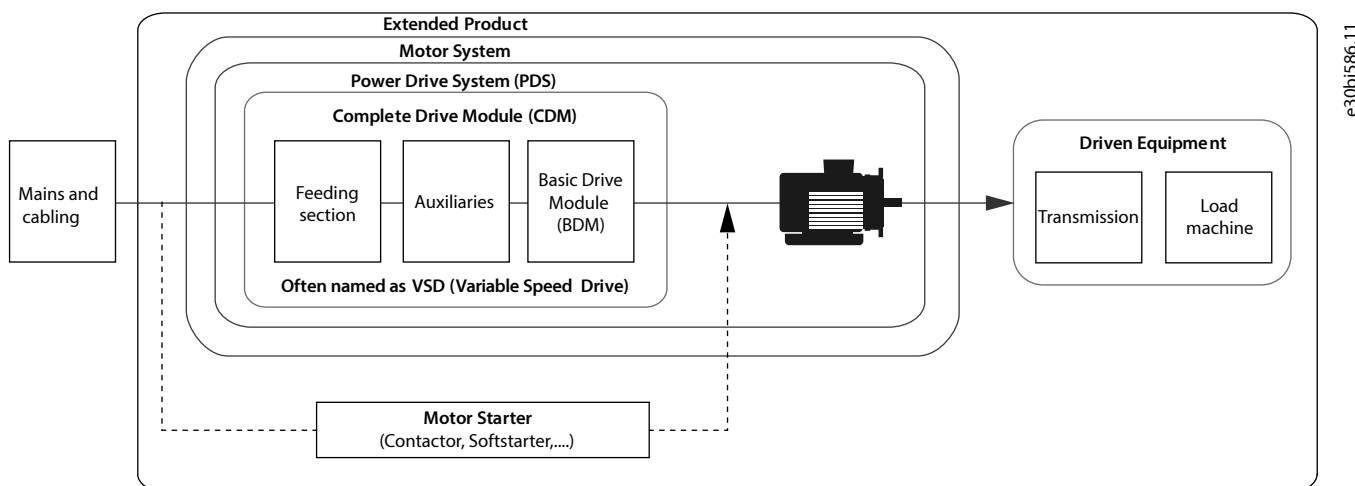 Extended Product
Motor System
Power Drive System (PDS)
Complete Drive Module (CDM)
Mains and
cabling
Feeding
section
Auxiliaries
Basic Drive
Module
(BDM)
Often named as VSD (Variable Speed Drive)
Driven Equipment
Transmission
Load
machine
Motor Starter
(Contactor, Softstarter,....)
e30bj586.11